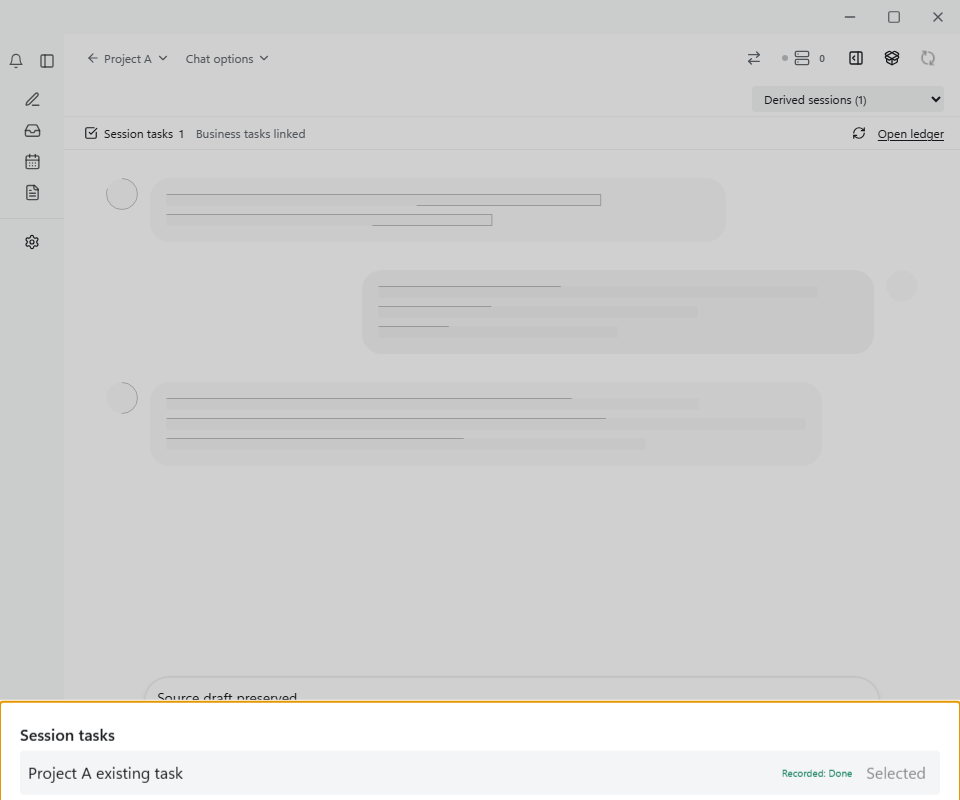 Project A
Chat options
0
Derived sessions (1)
Session tasks 1
Business tasks linked
Open ledger
Source draft preserved
Session tasks
Project A existing task
Recorded: Done
Selected